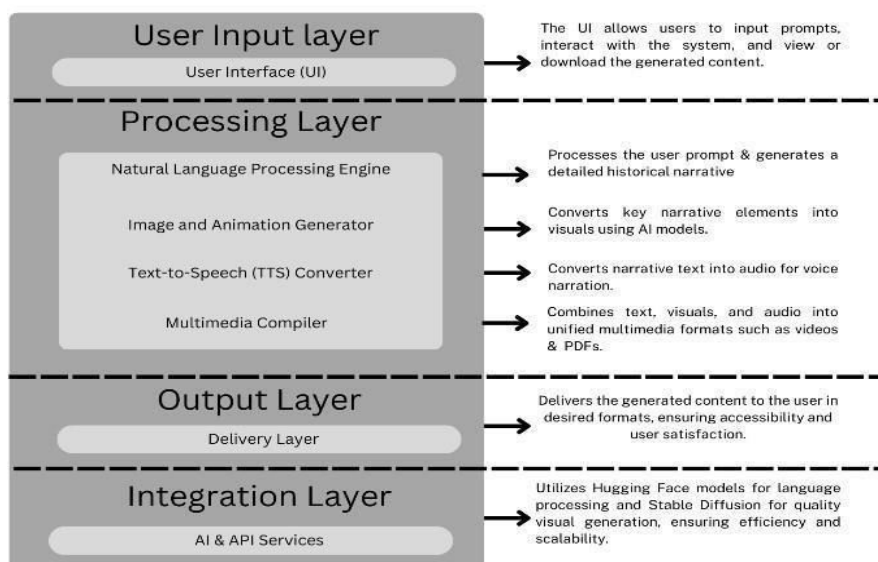 User Input layer
User Interface (UI)
The UI allows users to input prompts,
interact with the system, and view or
download the generated content.
Processing Layer
Natural Language Processing Engine
Processes the user prompt & generates a
detailed historical narrative
Image and Animation Generator
Converts key narrative elements into
visuals using AI models.
Text-to-Speech (TTS) Converter
Converts narrative text into audio for voice
narration.
Multimedia Compiler
Combines text, visuals, and audio into
unified multimedia formats such as videos
& PDFs.
Output Layer
Delivery Layer
Delivers the generated content to the user in
desired formats, ensuring accessibility and
user satisfaction.
Integration Layer
AI & API Services
Utilizes Hugging Face models for language
processing and Stable Diffusion for quality
visual generation, ensuring efficiency and
scalability.